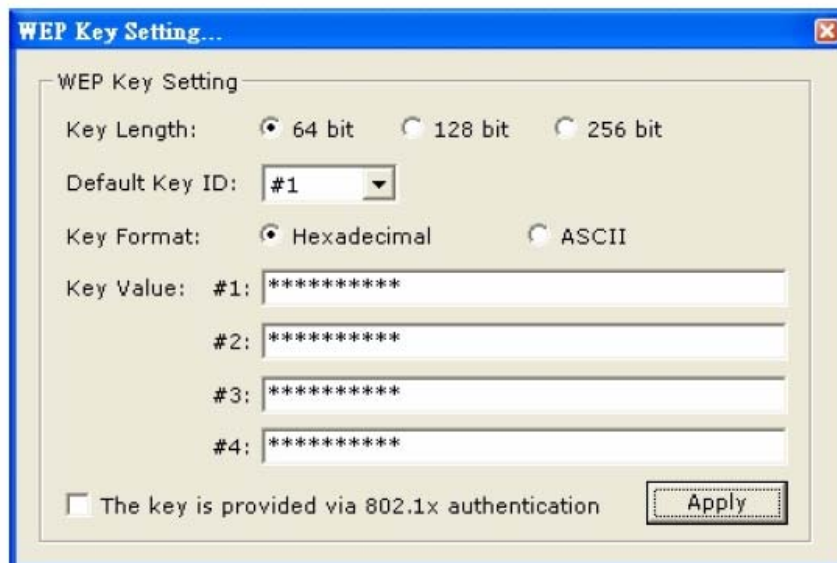 WEP Key Setting...
WEP Key Setting
Key Length: 64 bit 128 bit 256 bit
Default Key ID: #1
Key Format: Hexadecimal ASCII
Key Value: #1: **********
#2: **********
#3: **********
#4: **********
The key is provided via 802.1x authentication Apply